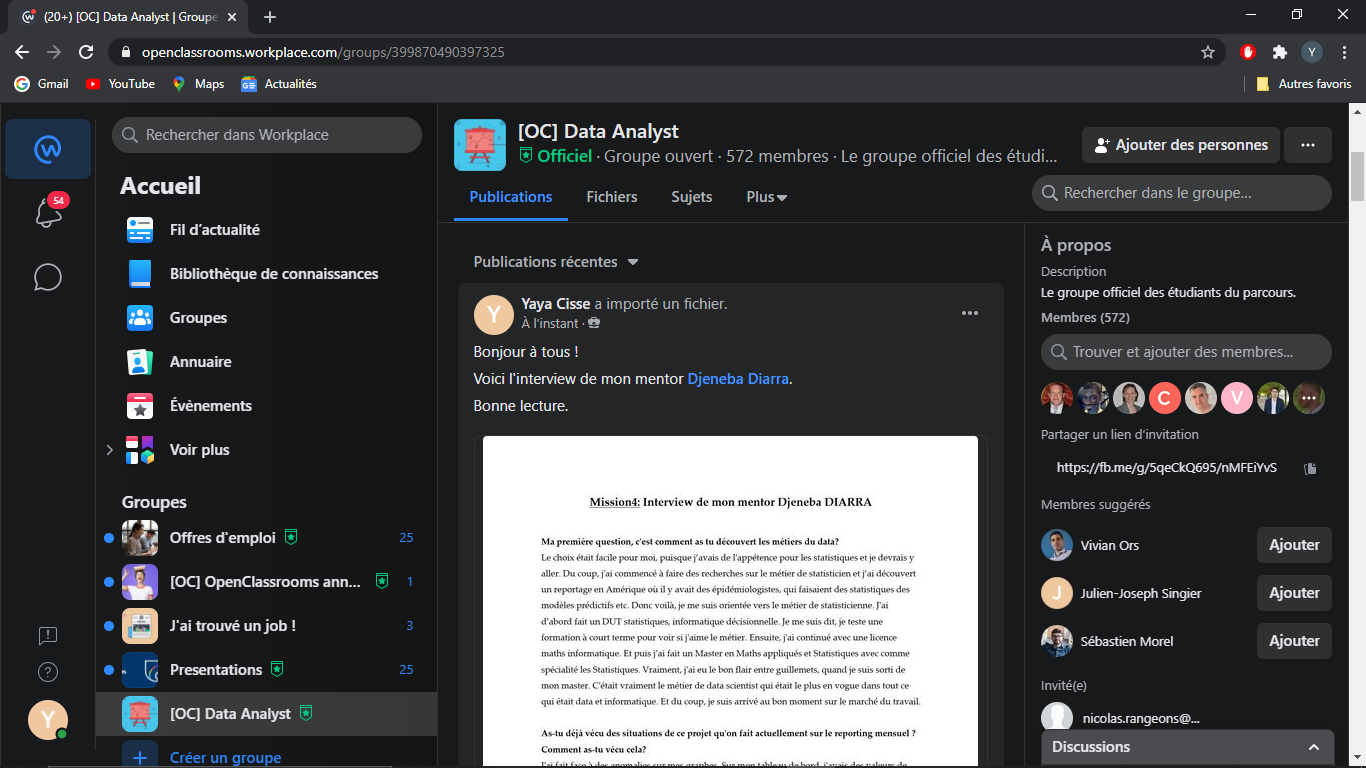 (20+) [OC] Data Analyst | Groupe
openclassrooms.workplace.com/groups/399870490397325
Y
Gmail
YouTube
Maps
Actualités
Autres favoris
54
Rechercher dans Workplace
Accueil
Fil d'actualité
Bibliothèque de connaissances
Groupes
Annuaire
Évènements
Voir plus
Groupes
Offres d'emploi
25
[OC] OpenClassrooms ann...
1
J'ai trouvé un job !
3
Presentations
25
[OC] Data Analyst
Créer un groupe
Y
[OC] Data Analyst
Officiel · Groupe ouvert · 572 membres · Le groupe officiel des étudi...
Ajouter des personnes
Publications
Fichiers
Sujets
Plus
Rechercher dans le groupe...
Publications récentes
Y
Yaya Cisse a importé un fichier.
À l'instant ·
Bonjour à tous !
Voici l'interview de mon mentor Djeneba Diarra.
Bonne lecture.
Mission4: Interview de mon mentor Djeneba DIARRA
Ma première question, c'est comment as tu découvert les métiers du data?
Le choix était facile pour moi, puisque j'avais de l'appétence pour les statistiques et je devrais y
aller. Du coup, j'ai commencé à faire des recherches sur le métier de statisticien et j'ai découvert
un reportage en Amérique où il y avait des épidémiologistes, qui faisaient des statistiques des
modèles prédictifs etc. Donc voilà, je me suis orientée vers le métier de statisticienne. J'ai
d'abord fait un DUT statistiques, informatique décisionnelle. Je me suis dit, je teste une
formation à court terme pour voir si j'aime le métier. Ensuite, j'ai continué avec une licence
maths informatique. Et puis j'ai fait un Master en Maths appliqués et Statistiques avec comme
spécialité les Statistiques. Vraiment, j'ai eu le bon flair entre guillemets, quand je suis sorti de
mon master. C'était vraiment le métier de data scientist qui était le plus en vogue dans tout ce
qui était data et informatique. Et du coup, je suis arrivé au bon moment sur le marché du travail.
As-tu déjà vécu des situations de ce projet qu'on fait actuellement sur le reporting mensuel ?
Comment as-tu vécu cela?
J'ai fait face à des anomalies sur mes graphes. Sur mon tableau de bord, j'avais des valeurs de
À propos
Description
Le groupe officiel des étudiants du parcours.
Membres (572)
Trouver et ajouter des membres...
C
V
Partager un lien d'invitation
https://fb.me/g/5qeCkQ695/nMFEiYvS
Membres suggérés
Vivian Ors
Ajouter
J
Julien-Joseph Singier
Ajouter
Sébastien Morel
Ajouter
Invité(e)
nicolas.rangeons@...
Discussions